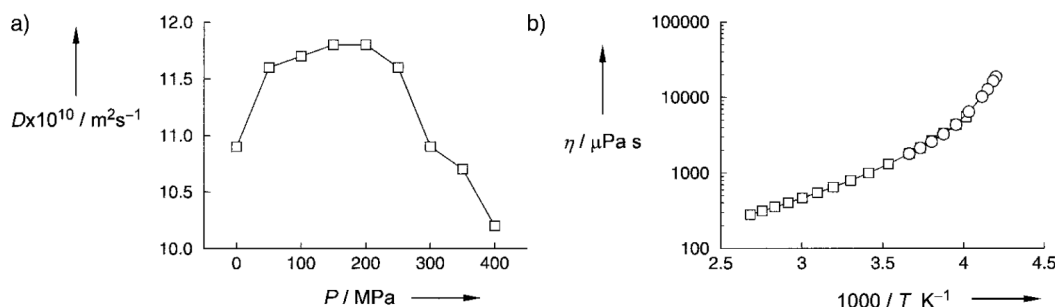 a)
12.0
11.5
11.0
10.5
10.0
D×10¹⁰ / m²s⁻¹
0 100 200 300 400
P / MPa
b)
100000
10000
1000
100
η / μPa s
2.5 3 3.5 4 4.5
1000 / T K⁻¹